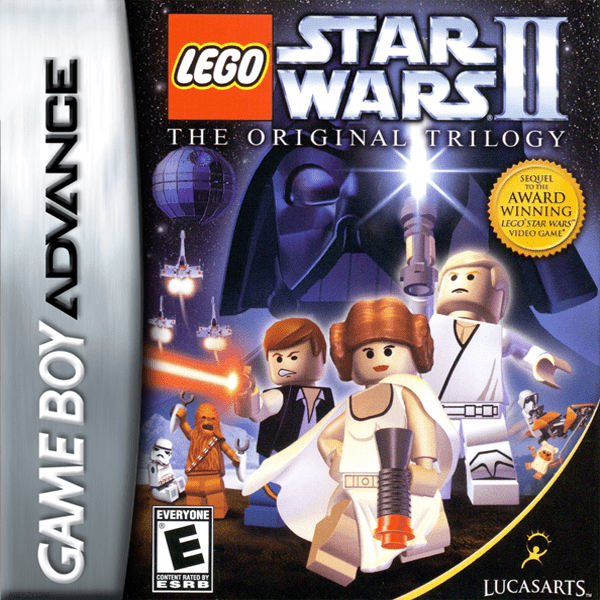 GAME BOY ADVANCE
LEGO
STAR
WARS II
THE ORIGINAL TRILOGY
SEQUEL
TO THE
AWARD
WINNING
LEGO STAR WARS
VIDEO GAME
EVERYONE
E
CONTENT RATED BY
ESRB
LUCASARTS